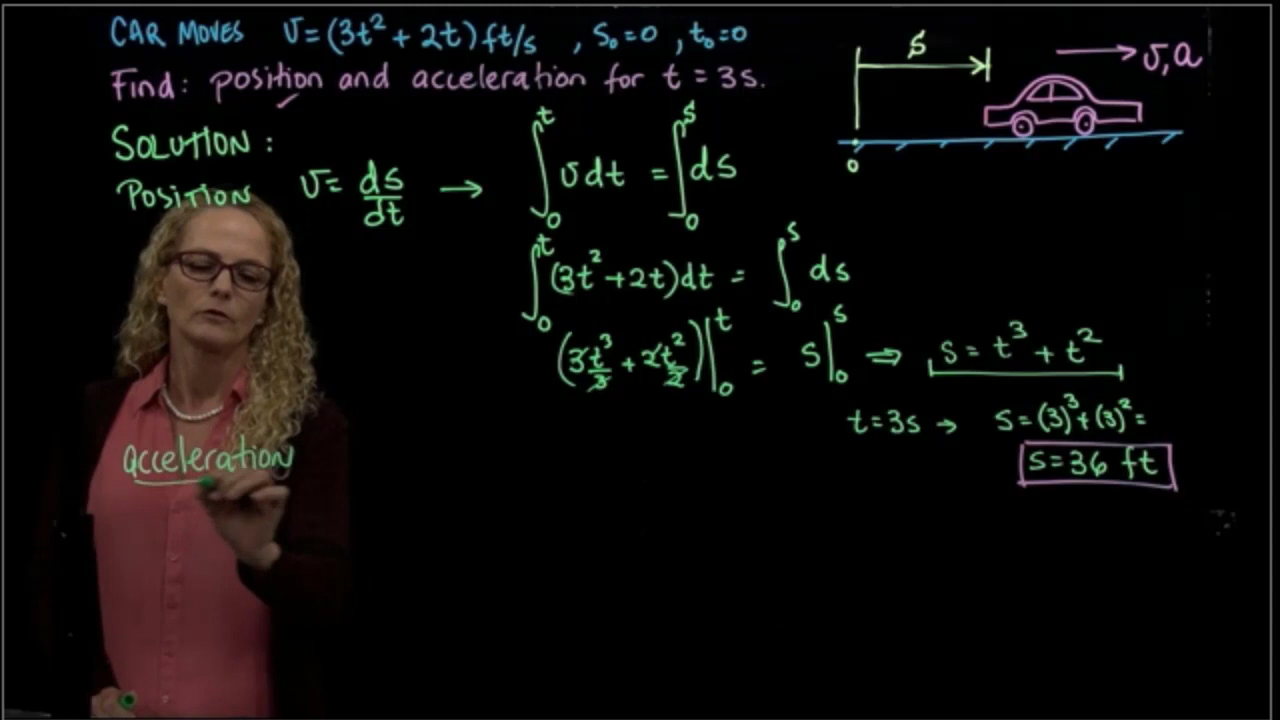 CAR MOVES v=(3t² + 2t) ft/s , S₀=0 , t₀=0
Find: position and acceleration for t = 3s.
s
v, a
0
SOLUTION:
POSITION v = ds/dt → ∫₀ᵗ v dt = ∫₀ˢ ds
∫₀ᵗ (3t² + 2t) dt = ∫₀ˢ ds
(3t³/3 + 2t²/2)|₀ᵗ = s|₀ˢ ⇒ s = t³ + t²
t = 3s → s = (3)³ + (3)² =
s = 36 ft
acceleration